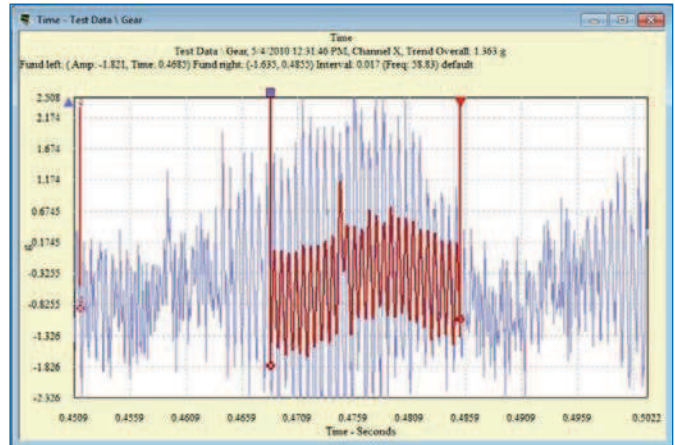 Time - Test Data \ Gear
Time
Test Data \ Gear, 5/4/2010 12:31:46 PM, Channel X, Trend Overall: 1.363 g
Fund left: ( Amp: -1.821, Time: 0.4685) Fund right: (-1.635, 0.4855) Interval: 0.017 (Freq: 58.83) default
2.508
2.174
1.674
1.174
0.6745
0.1745
-0.3255
-0.8255
-1.326
-1.826
-2.326
0.4509 0.4559 0.4609 0.4659 0.4709 0.4759 0.4809 0.4859 0.4909 0.4959 0.5022
Time - Seconds